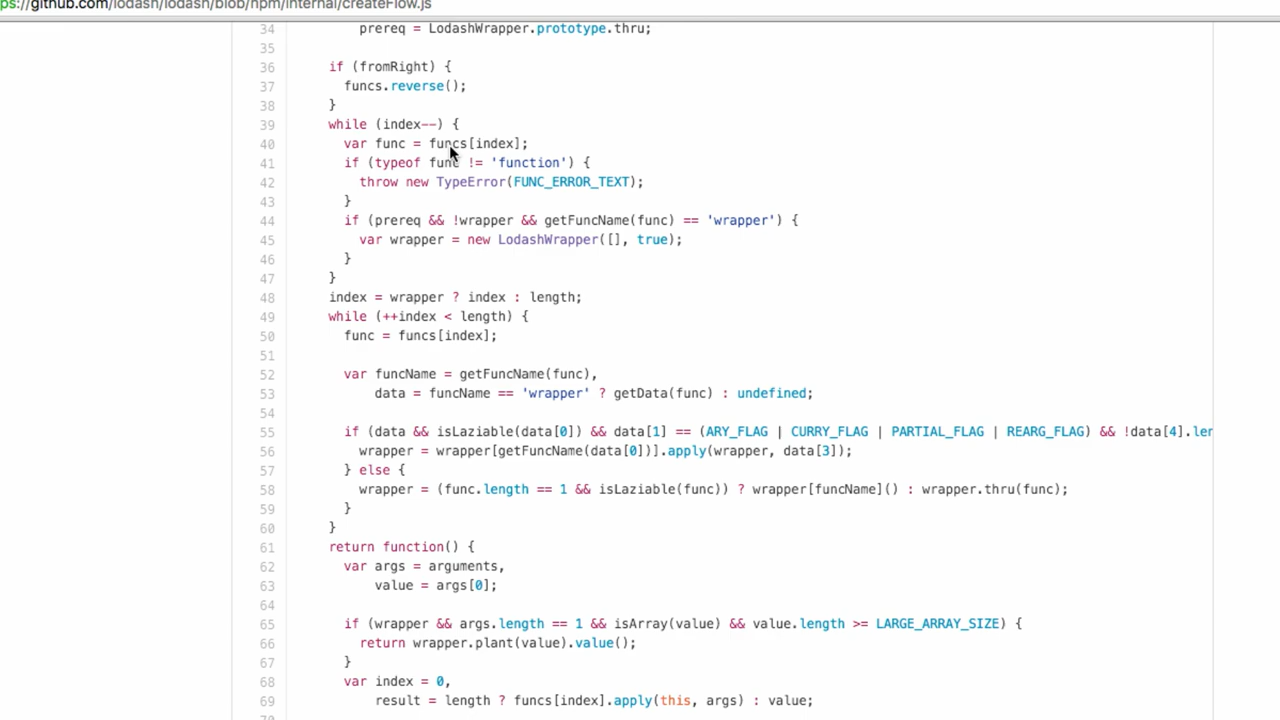 ps://github.com/lodash/lodash/blob/npm/internal/createFlow.js
34 prereq = LodashWrapper.prototype.thru;
35
36 if (fromRight) {
37 funcs.reverse();
38 }
39 while (index--) {
40 var func = funcs[index];
41 if (typeof func != 'function') {
42 throw new TypeError(FUNC_ERROR_TEXT);
43 }
44 if (prereq && !wrapper && getFuncName(func) == 'wrapper') {
45 var wrapper = new LodashWrapper([], true);
46 }
47 }
48 index = wrapper ? index : length;
49 while (++index < length) {
50 func = funcs[index];
51
52 var funcName = getFuncName(func),
53 data = funcName == 'wrapper' ? getData(func) : undefined;
54
55 if (data && isLaziable(data[0]) && data[1] == (ARY_FLAG | CURRY_FLAG | PARTIAL_FLAG | REARG_FLAG) && !data[4].len
56 wrapper = wrapper[getFuncName(data[0])].apply(wrapper, data[3]);
57 } else {
58 wrapper = (func.length == 1 && isLaziable(func)) ? wrapper[funcName]() : wrapper.thru(func);
59 }
60 }
61 return function() {
62 var args = arguments,
63 value = args[0];
64
65 if (wrapper && args.length == 1 && isArray(value) && value.length >= LARGE_ARRAY_SIZE) {
66 return wrapper.plant(value).value();
67 }
68 var index = 0,
69 result = length ? funcs[index].apply(this, args) : value;
70